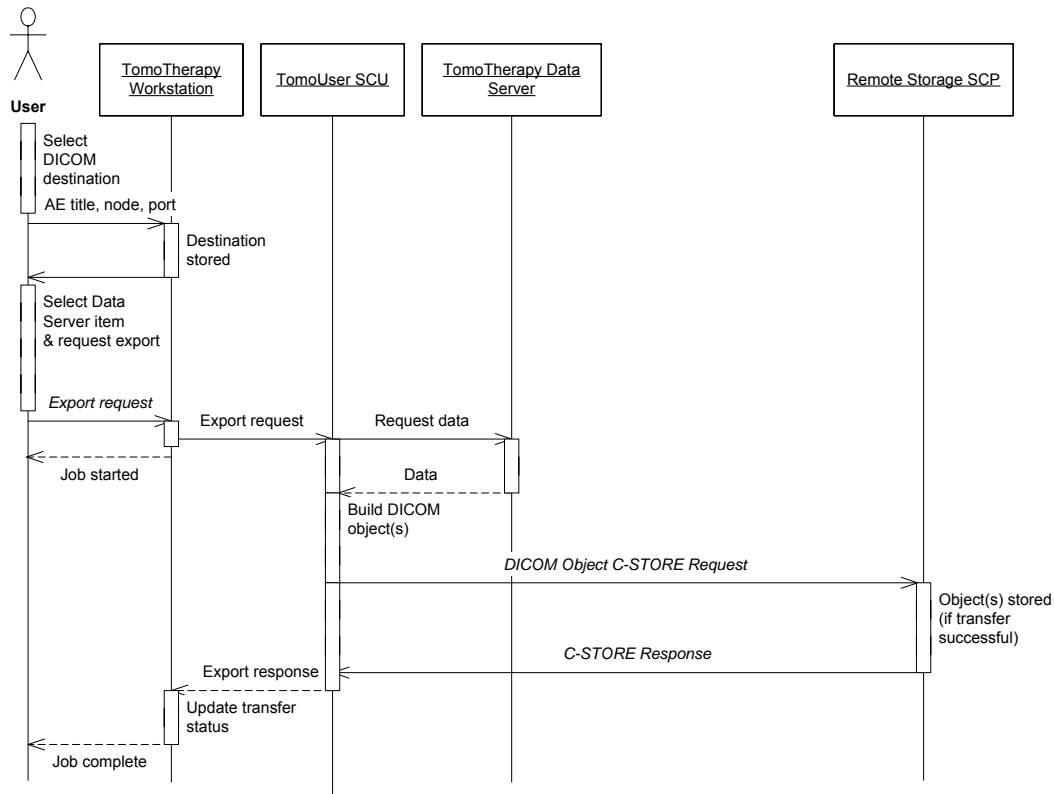 TomoTherapy
Workstation
TomoUser SCU
TomoTherapy Data
Server
Remote Storage SCP
User
Select
DICOM
destination
AE title, node, port
Destination
stored
Select Data
Server item
& request export
Export request
Export request
Request data
Job started
Data
Build DICOM
object(s)
DICOM Object C-STORE Request
Object(s) stored
(if transfer
successful)
C-STORE Response
Export response
Update transfer
status
Job complete